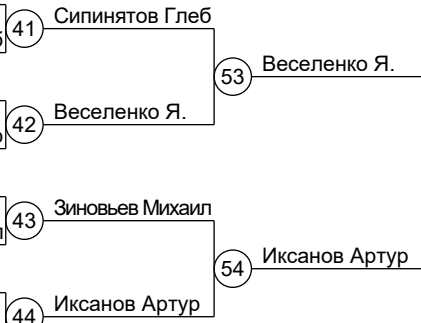 41 Сипинятов Глеб
53 Веселенко Я.
42 Веселенко Я.
43 Зиновьев Михаил
54 Иксанов Артур
44 Иксанов Артур